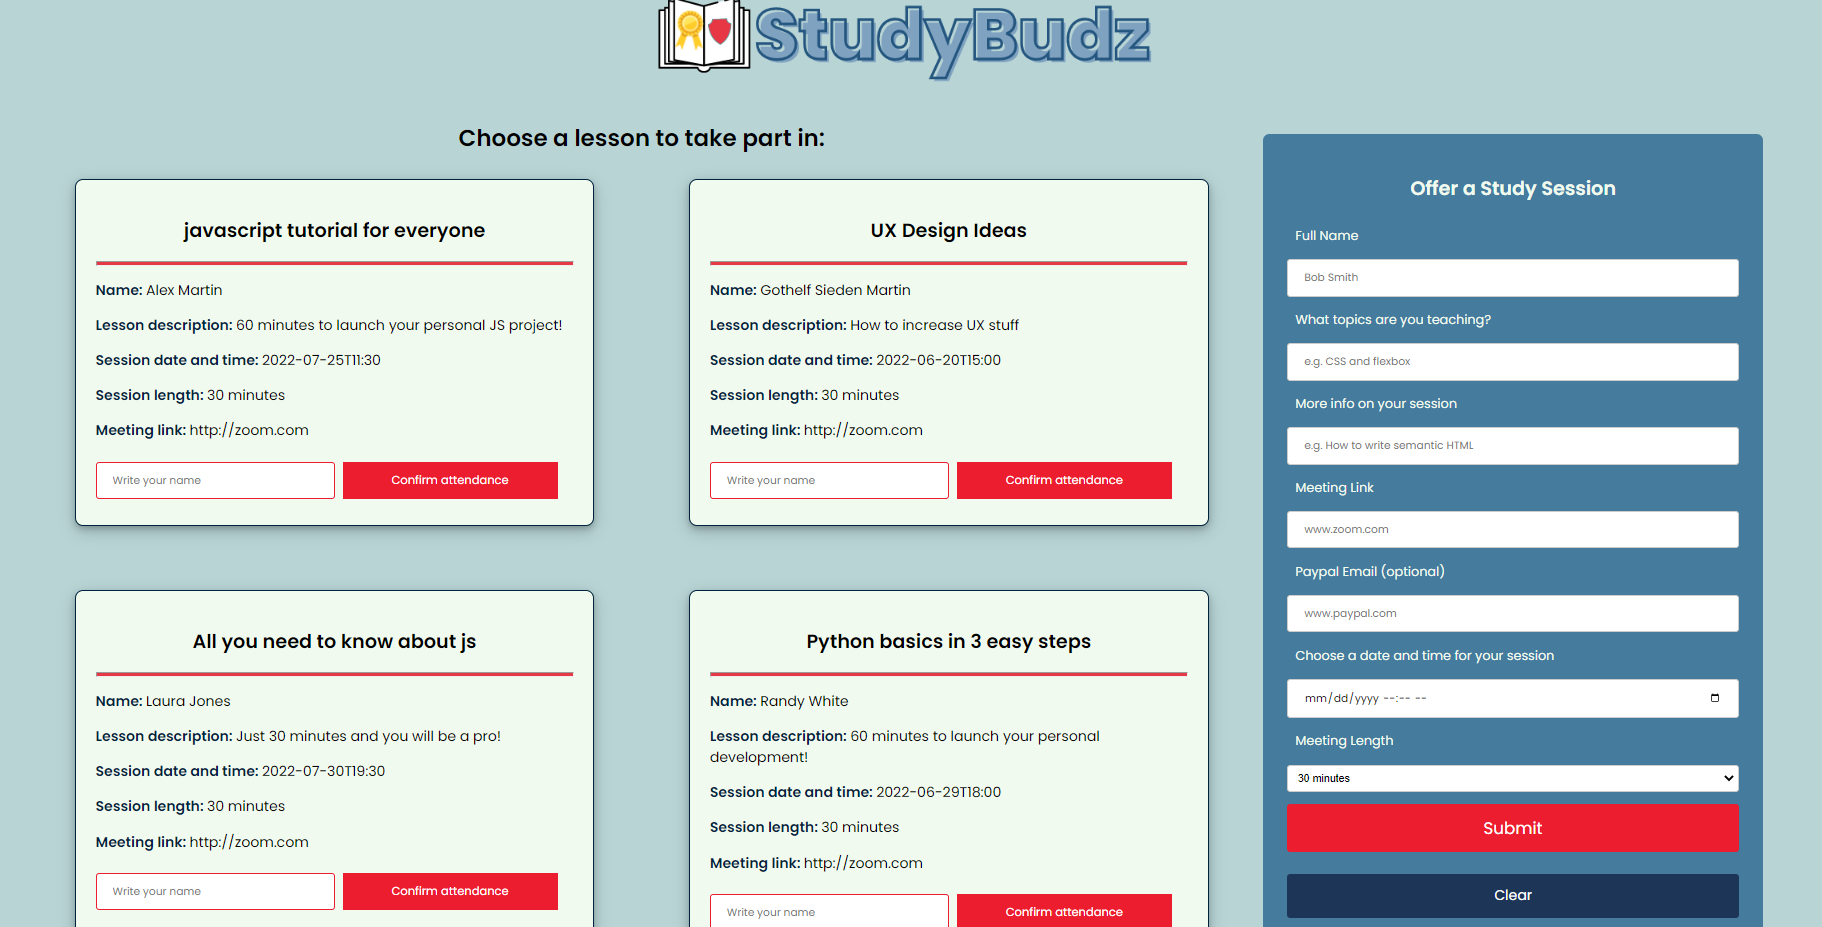 StudyBudz
Choose a lesson to take part in:
javascript tutorial for everyone
Name: Alex Martin
Lesson description: 60 minutes to launch your personal JS project!
Session date and time: 2022-07-25T11:30
Session length: 30 minutes
Meeting link: http://zoom.com
Write your name
Confirm attendance
UX Design Ideas
Name: Gothelf Sieden Martin
Lesson description: How to increase UX stuff
Session date and time: 2022-06-20T15:00
Session length: 30 minutes
Meeting link: http://zoom.com
Write your name
Confirm attendance
All you need to know about js
Name: Laura Jones
Lesson description: Just 30 minutes and you will be a pro!
Session date and time: 2022-07-30T19:30
Session length: 30 minutes
Meeting link: http://zoom.com
Write your name
Confirm attendance
Python basics in 3 easy steps
Name: Randy White
Lesson description: 60 minutes to launch your personal
development!
Session date and time: 2022-06-29T18:00
Session length: 30 minutes
Meeting link: http://zoom.com
Write your name
Confirm attendance
Offer a Study Session
Full Name
Bob Smith
What topics are you teaching?
e.g. CSS and flexbox
More info on your session
e.g. How to write semantic HTML
Meeting Link
www.zoom.com
Paypal Email (optional)
www.paypal.com
Choose a date and time for your session
mm/dd/yyyy --:-- --
Meeting Length
30 minutes
Submit
Clear